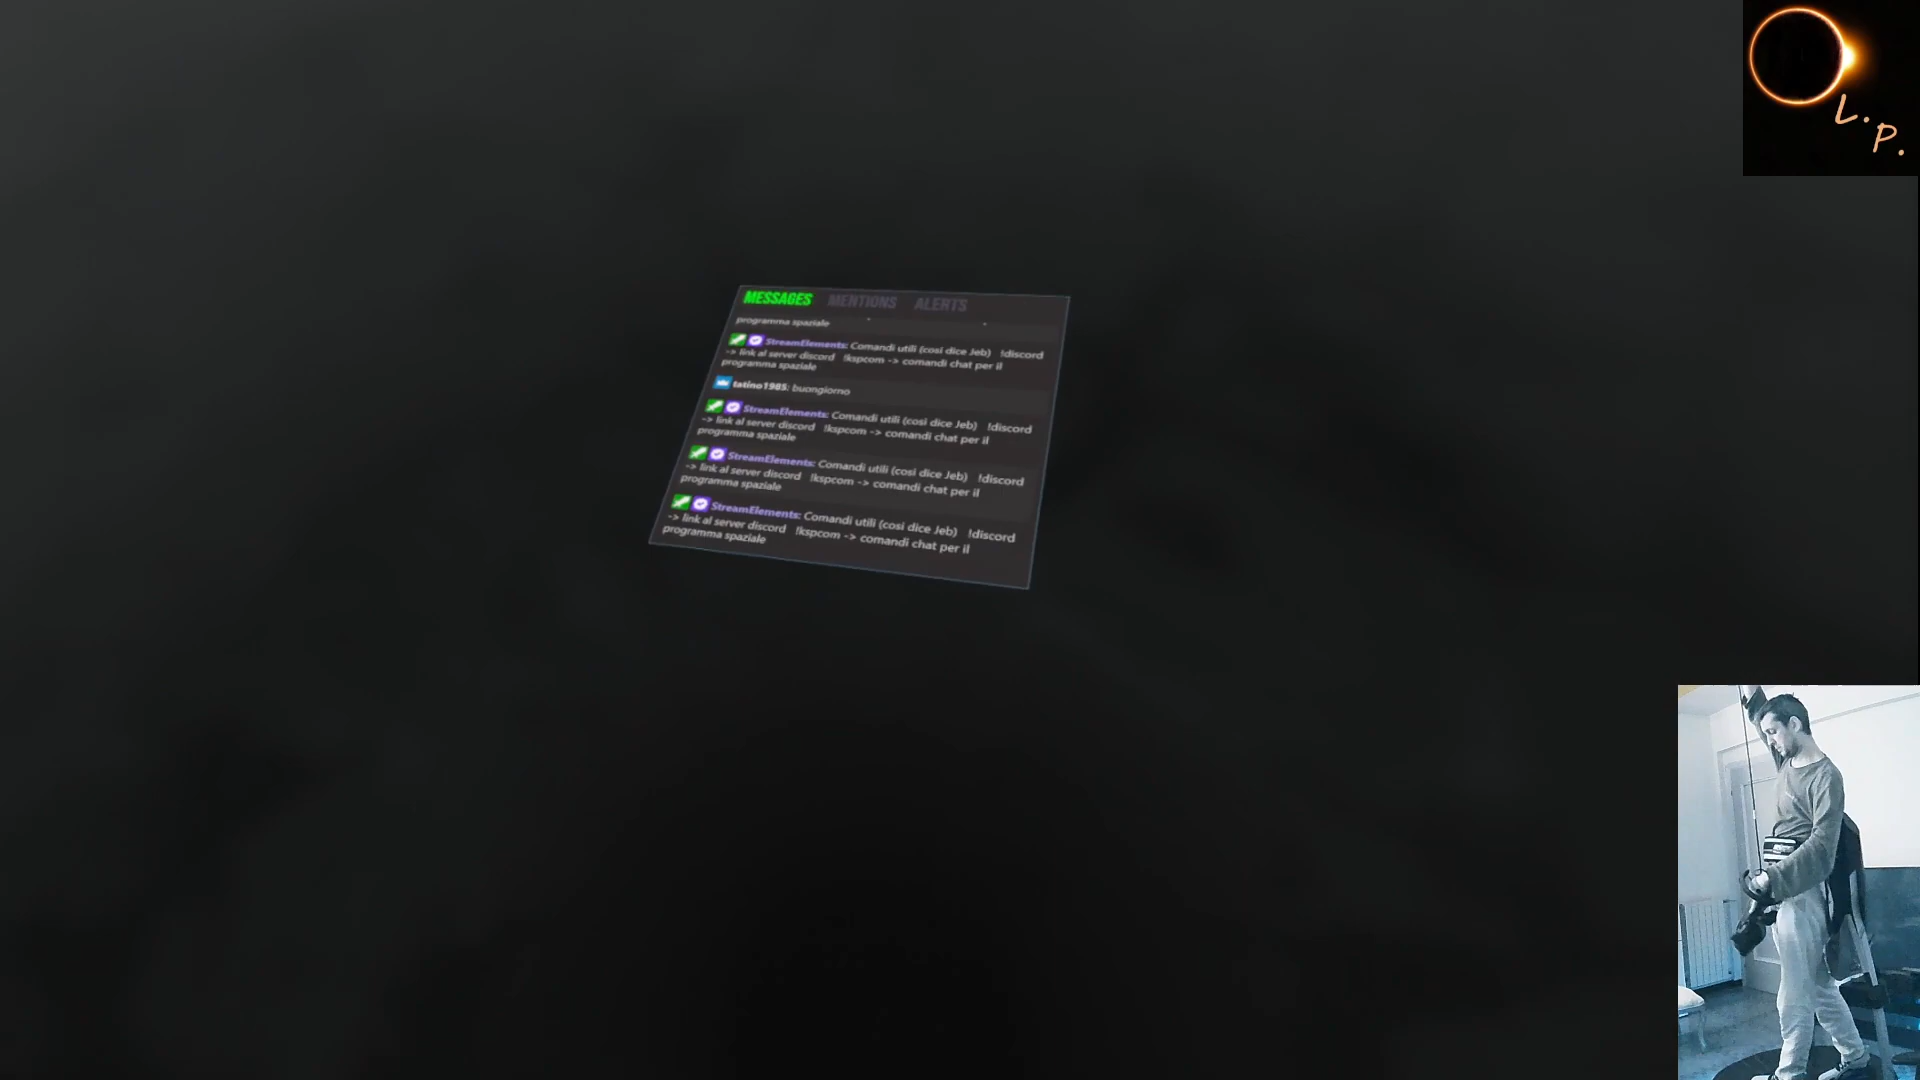 L.
P.
MESSAGES MENTIONS ALERTS
programma spaziale
StreamElements: Comandi utili (così dice Jeb) !discord
-> link al server discord !kspcom -> comandi chat per il
programma spaziale
tatino1985: buongiorno
StreamElements: Comandi utili (così dice Jeb) !discord
-> link al server discord !kspcom -> comandi chat per il
programma spaziale
StreamElements: Comandi utili (così dice Jeb) !discord
-> link al server discord !kspcom -> comandi chat per il
programma spaziale
StreamElements: Comandi utili (così dice Jeb) !discord
-> link al server discord !kspcom -> comandi chat per il
programma spaziale